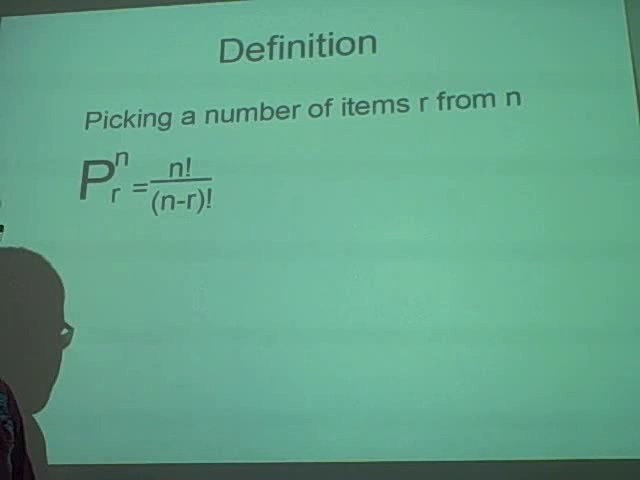 Definition
Picking a number of items r from n
P^n_r = n!/(n-r)!